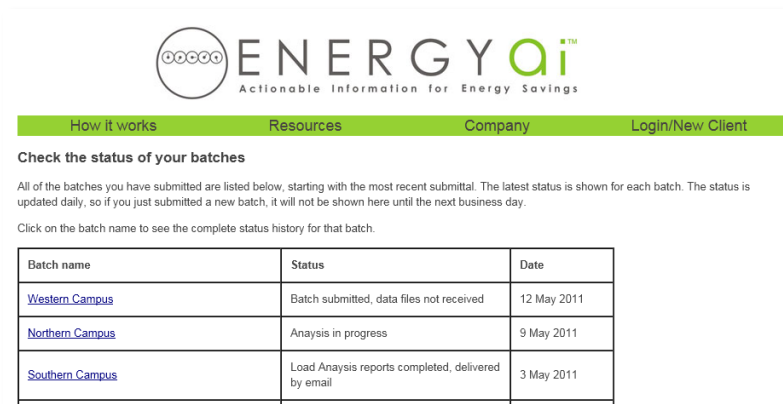 ENERGY ai™
Actionable Information for Energy Savings
How it works Resources Company Login/New Client
Check the status of your batches
All of the batches you have submitted are listed below, starting with the most recent submittal. The latest status is shown for each batch. The status is
updated daily, so if you just submitted a new batch, it will not be shown here until the next business day.
Click on the batch name to see the complete status history for that batch.
Batch name Status Date
Western Campus Batch submitted, data files not received 12 May 2011
Northern Campus Anaysis in progress 9 May 2011
Southern Campus Load Anaysis reports completed, delivered 3 May 2011
by email